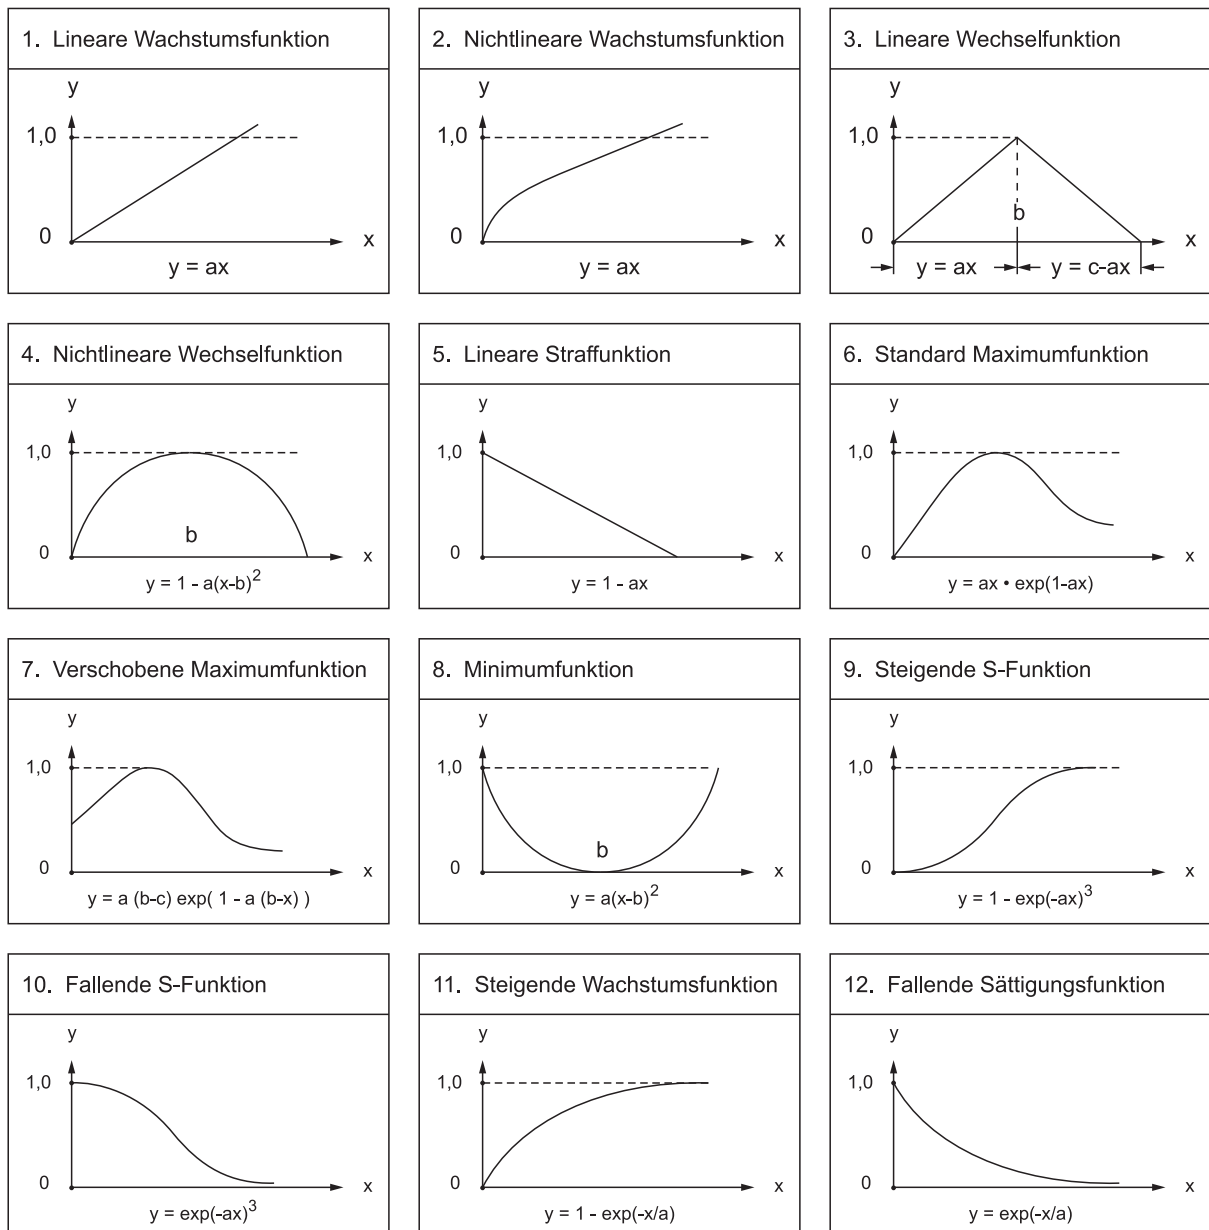 1. Lineare Wachstumsfunktion
y
1,0
0
x
y = ax
2. Nichtlineare Wachstumsfunktion
y
1,0
0
x
y = ax
3. Lineare Wechselfunktion
y
1,0
b
0
x
y = ax
y = c-ax
4. Nichtlineare Wechselfunktion
y
1,0
b
0
x
y = 1 - a(x-b)²
5. Lineare Straffunktion
y
1,0
0
x
y = 1 - ax
6. Standard Maximumfunktion
y
1,0
0
x
y = ax • exp(1-ax)
7. Verschobene Maximumfunktion
y
1,0
0
x
y = a (b-c) exp( 1 - a (b-x) )
8. Minimumfunktion
y
1,0
b
0
x
y = a(x-b)²
9. Steigende S-Funktion
y
1,0
0
x
y = 1 - exp(-ax)³
10. Fallende S-Funktion
y
1,0
0
x
y = exp(-ax)³
11. Steigende Wachstumsfunktion
y
1,0
0
x
y = 1 - exp(-x/a)
12. Fallende Sättigungsfunktion
y
1,0
0
x
y = exp(-x/a)